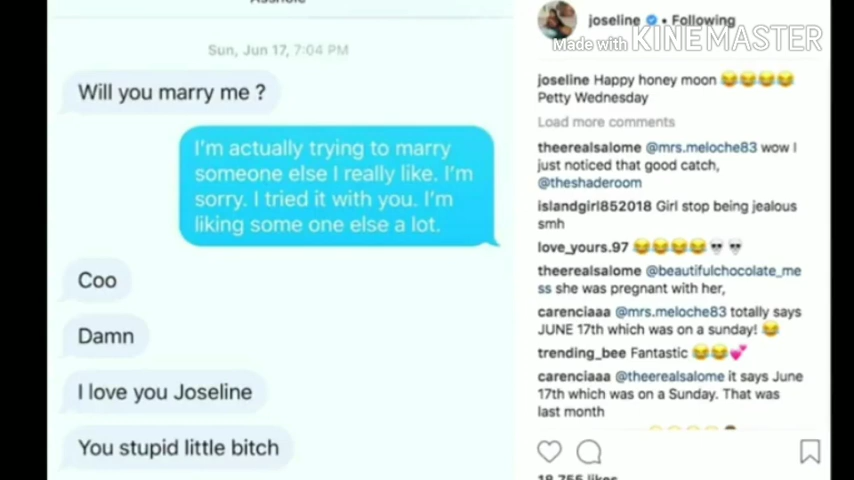 Asshole
Sun, Jun 17, 7:04 PM
Will you marry me ?
I'm actually trying to marry
someone else I really like. I'm
sorry. I tried it with you. I'm
liking some one else a lot.
Coo
Damn
I love you Joseline
You stupid little bitch
joseline • Following
Made with KINEMASTER
joseline Happy honey moon 😂😂😂😂
Petty Wednesday
Load more comments
theerealsalome @mrs.meloche83 wow I
just noticed that good catch,
@theshaderoom
islandgirl852018 Girl stop being jealous
smh
love_yours.97 😂😂😂😂💀💀
theerealsalome @beautifulchocolate_me
ss she was pregnant with her,
carenciaaa @mrs.meloche83 totally says
JUNE 17th which was on a sunday! 😂
trending_bee Fantastic 😂😂💕
carenciaaa @theerealsalome it says June
17th which was on a Sunday. That was
last month
18,755 likes